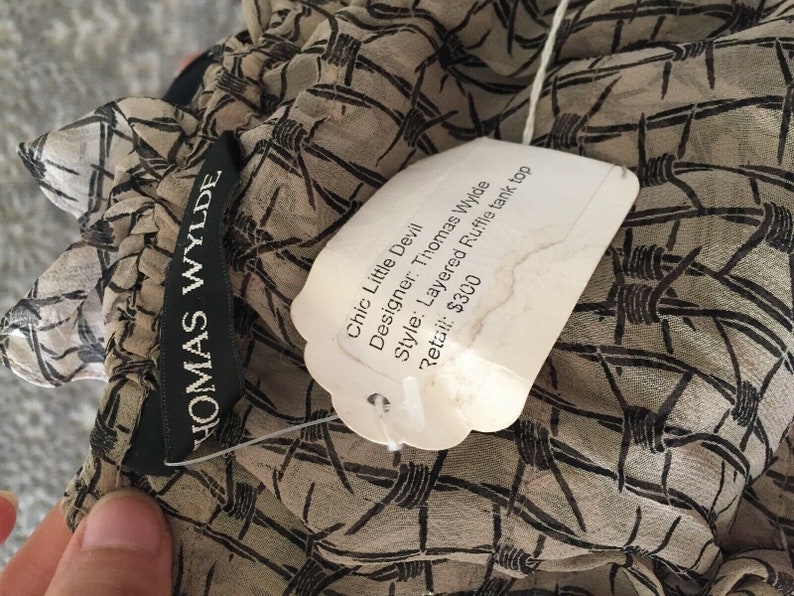 THOMAS WYLDE
Chic Little Devil
Designer: Thomas Wylde
Style: Layered Ruffle tank top
Retail: $300